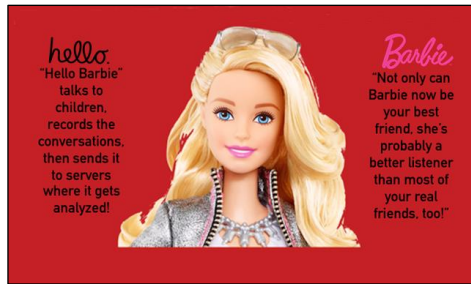 hello.
"Hello Barbie"
talks to
children,
records the
conversations,
then sends it
to servers
where it gets
analyzed!
Barbie
"Not only can
Barbie now be
your best
friend, she's
probably a
better listener
than most of
your real
friends, too!"